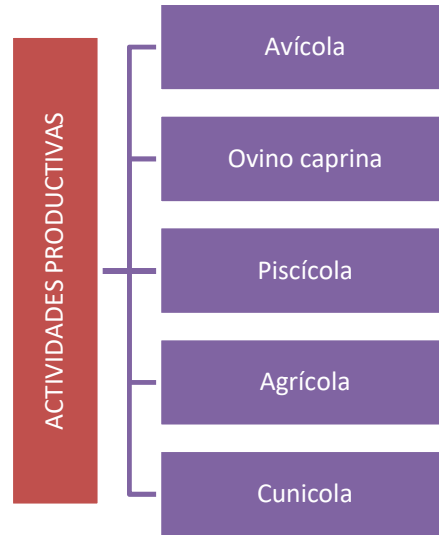 ACTIVIDADES PRODUCTIVAS
Avícola
Ovino caprina
Piscícola
Agrícola
Cunicola